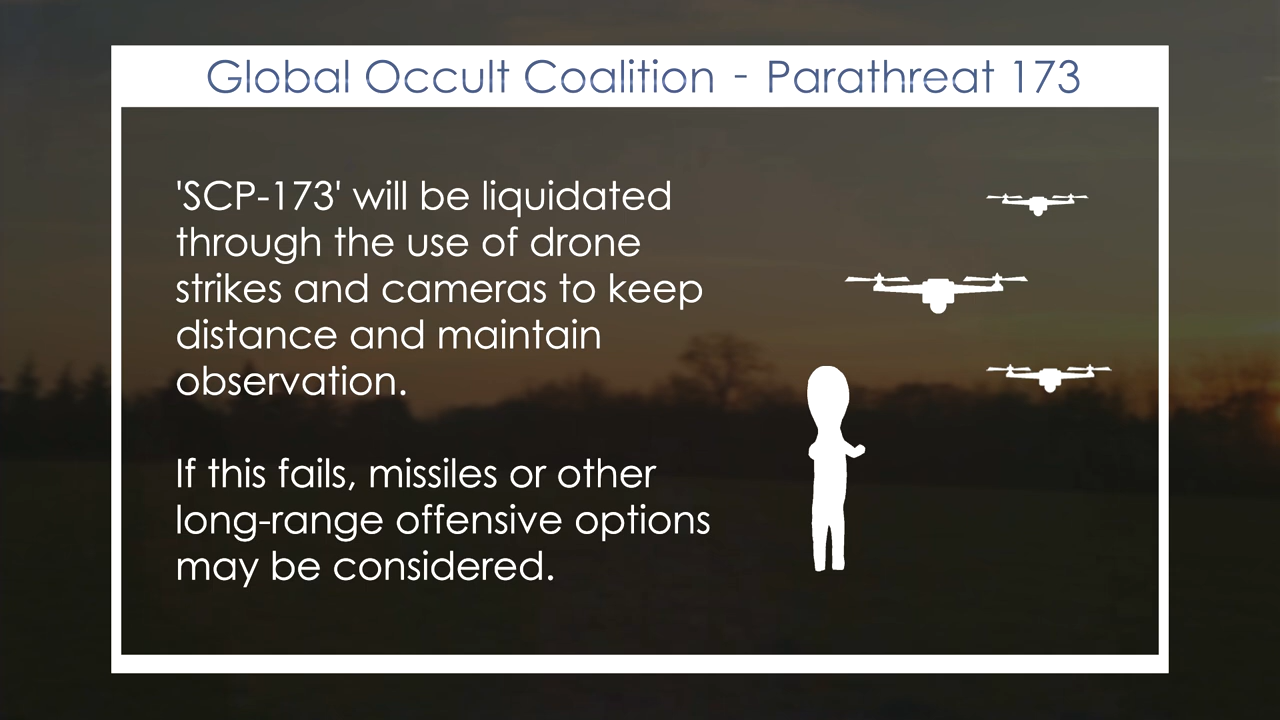 Global Occult Coalition - Parathreat 173
'SCP-173' will be liquidated
through the use of drone
strikes and cameras to keep
distance and maintain
observation.
If this fails, missiles or other
long-range offensive options
may be considered.